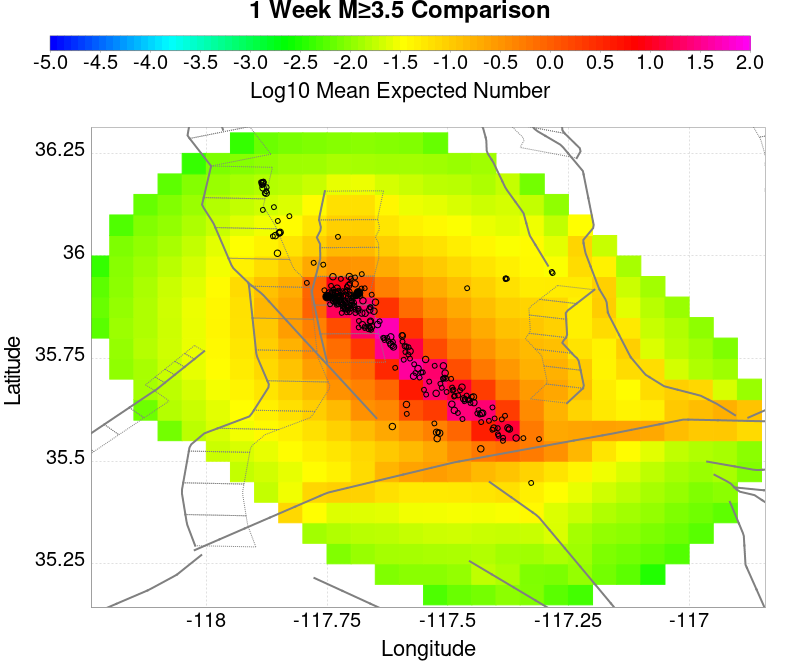 1 Week M≥3.5 Comparison
-5.0 -4.5 -4.0 -3.5 -3.0 -2.5 -2.0 -1.5 -1.0 -0.5 0.0 0.5 1.0 1.5 2.0
Log10 Mean Expected Number
36.25
36
35.75
35.5
35.25
Latitude
-118 -117.75 -117.5 -117.25 -117
Longitude